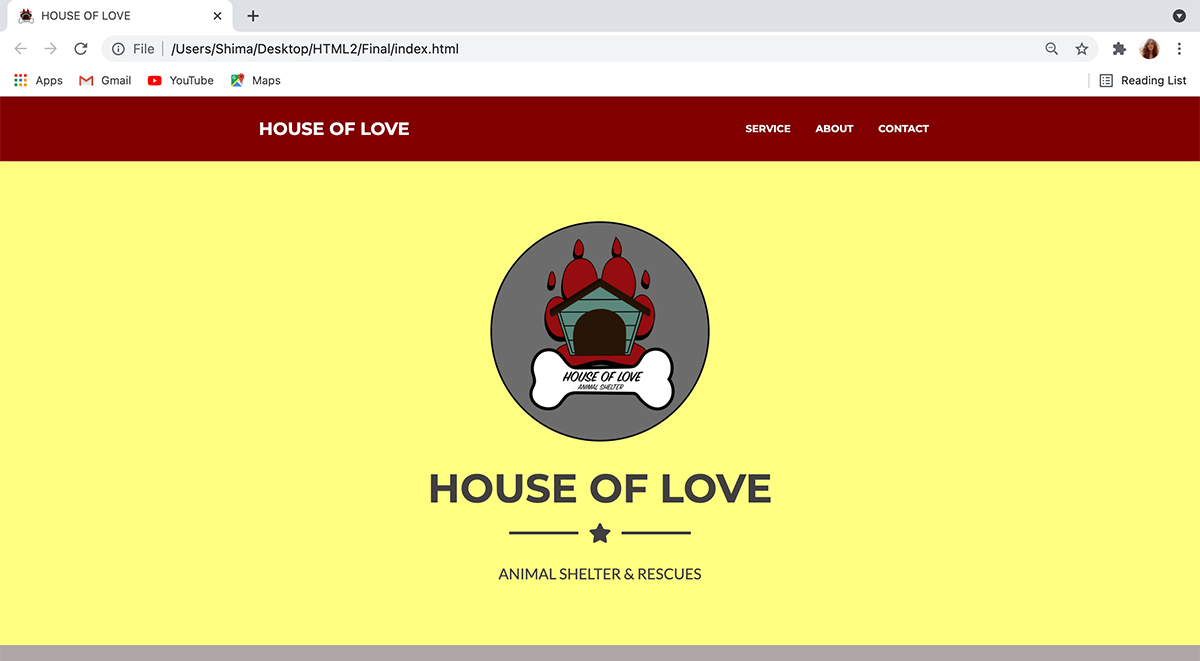 HOUSE OF LOVE
File
/Users/Shima/Desktop/HTML2/Final/index.html
Apps
Gmail
YouTube
Maps
Reading List
HOUSE OF LOVE
SERVICE
ABOUT
CONTACT
HOUSE OF LOVE
ANIMAL SHELTER
HOUSE OF LOVE
ANIMAL SHELTER & RESCUES